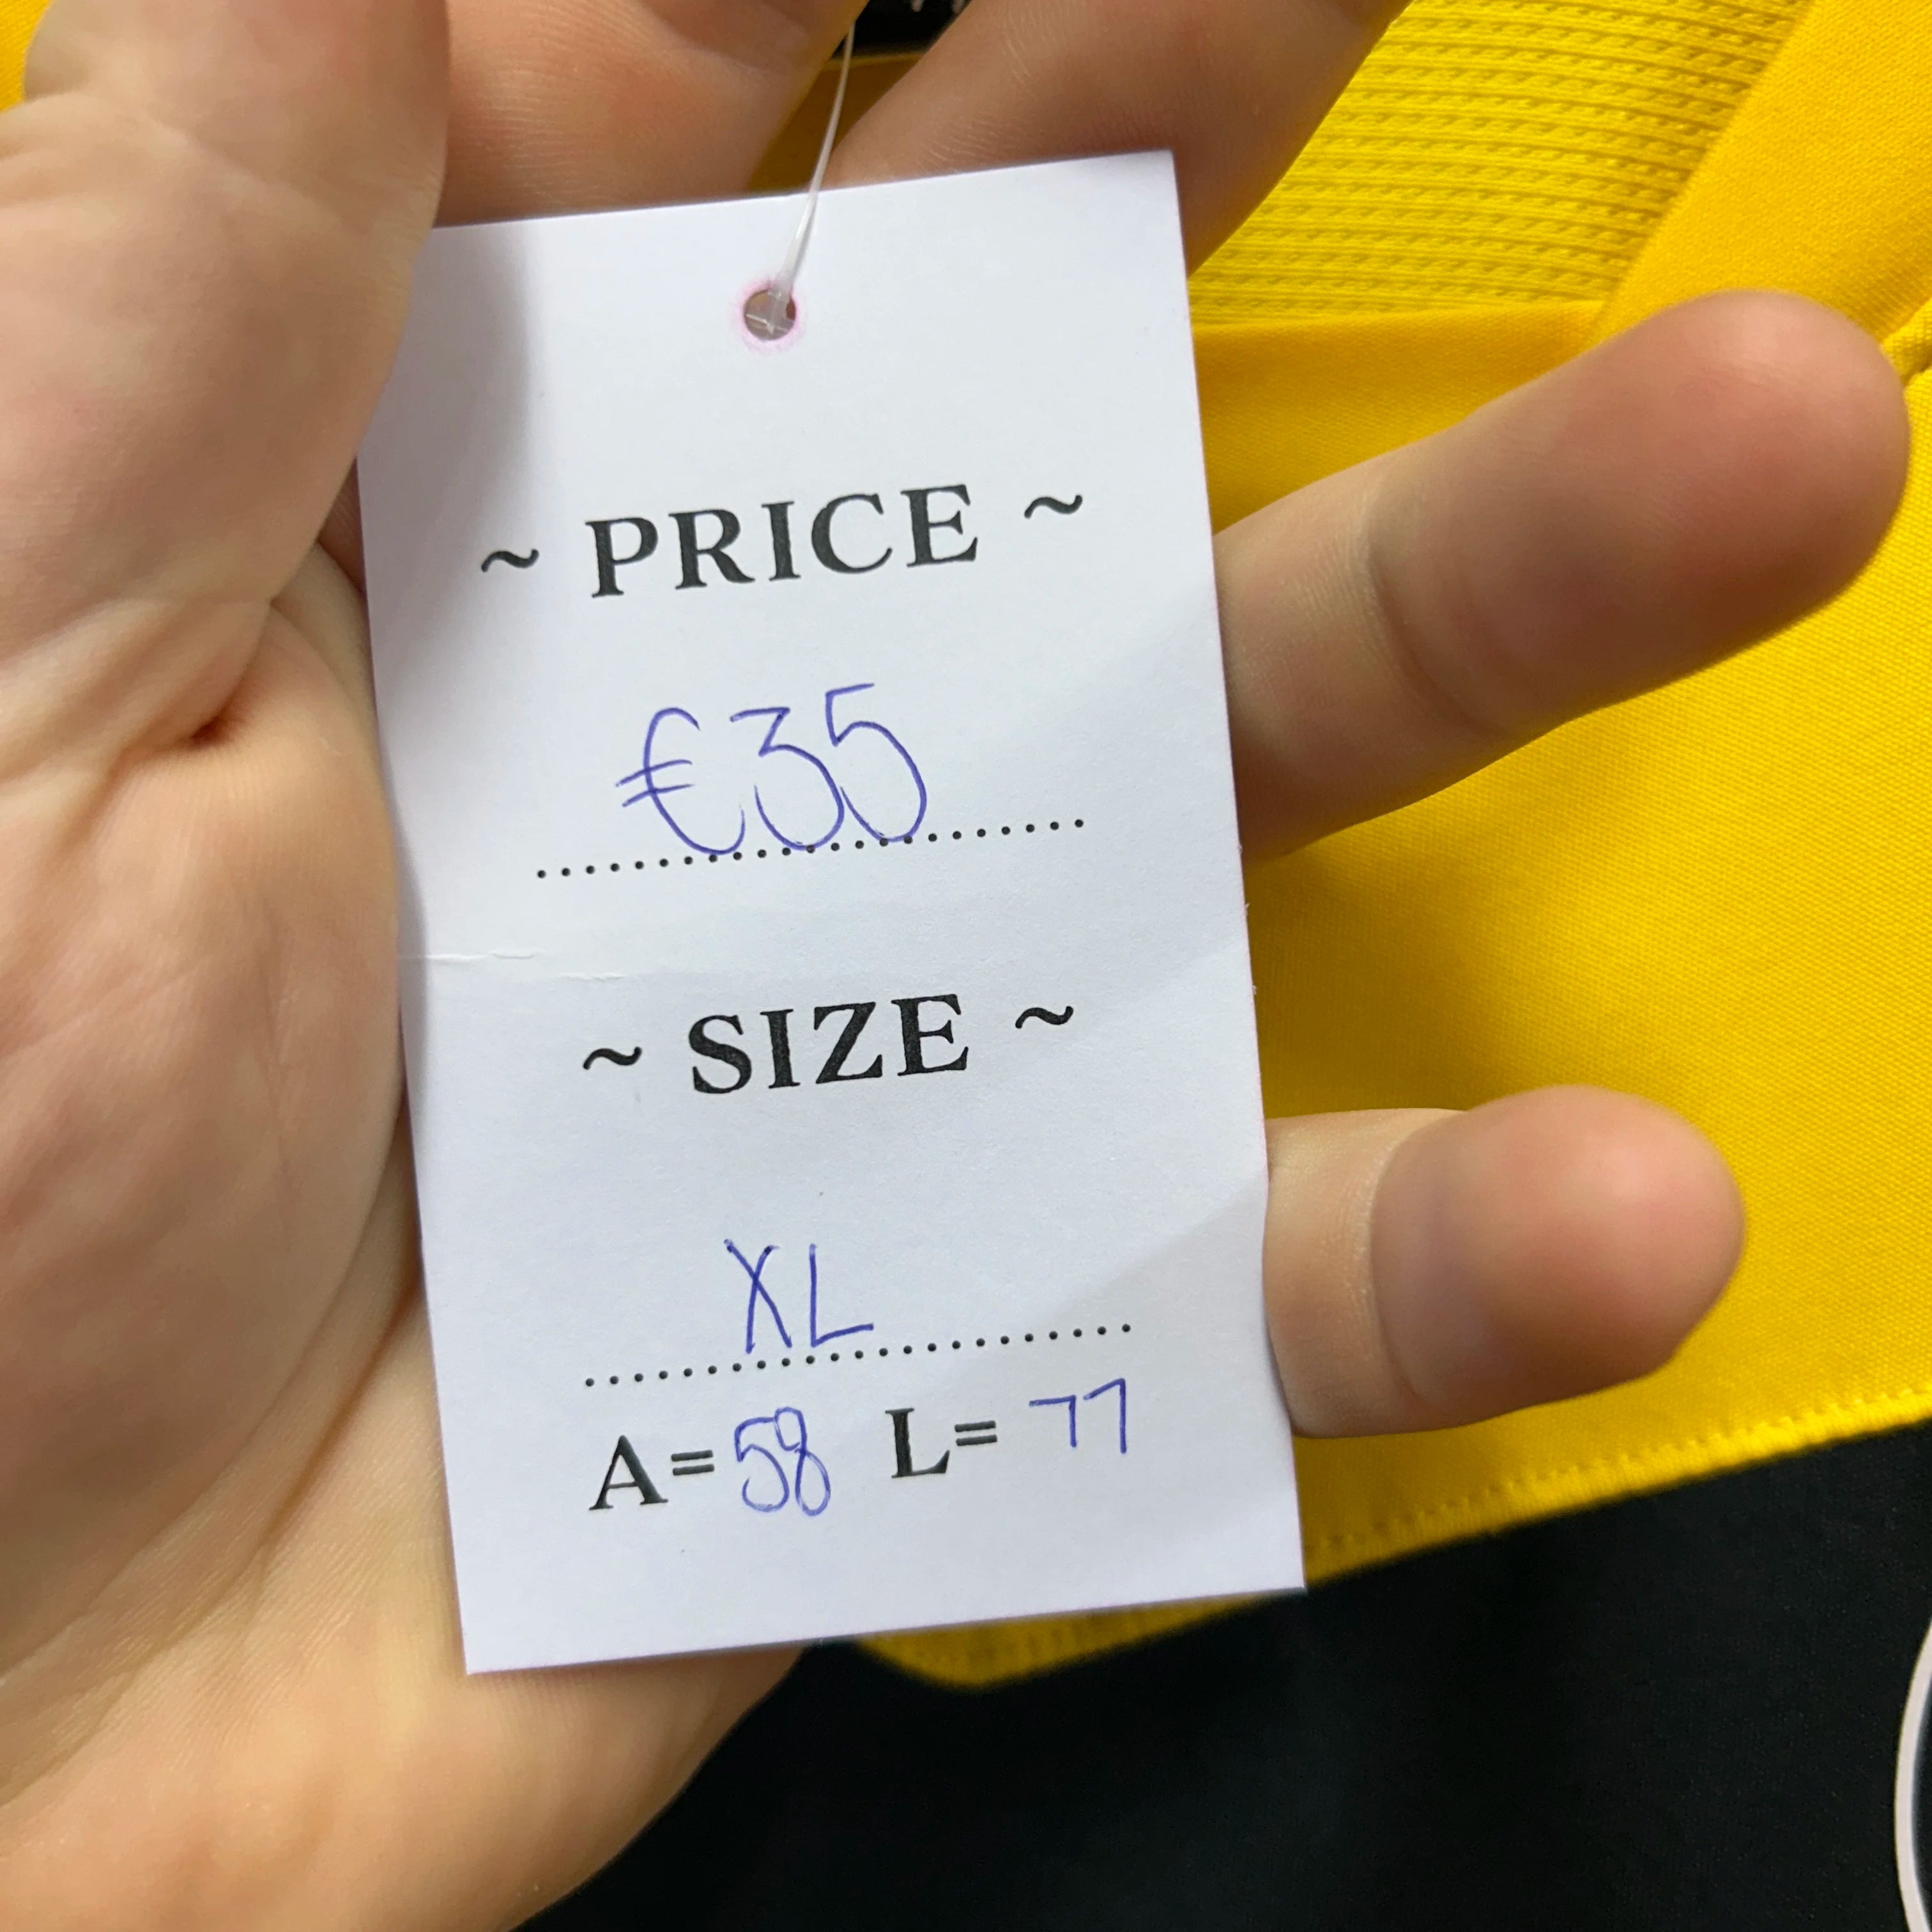 ~ PRICE ~
€35
~ SIZE ~
XL
A=58 L=77